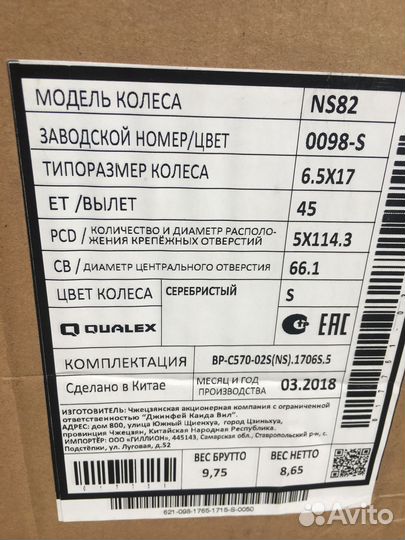 МОДЕЛЬ КОЛЕСА NS82
ЗАВОДСКОЙ НОМЕР/ЦВЕТ 0098-S
ТИПОРАЗМЕР КОЛЕСА 6.5X17
ET /ВЫЛЕТ 45
PCD / КОЛИЧЕСТВО И ДИАМЕТР РАСПОЛО-
ЖЕНИЯ КРЕПЁЖНЫХ ОТВЕРСТИЙ 5X114.3
CB / ДИАМЕТР ЦЕНТРАЛЬНОГО ОТВЕРСТИЯ 66.1
ЦВЕТ КОЛЕСА СЕРЕБРИСТЫЙ S
QUALEX EAC
КОМПЛЕКТАЦИЯ BP-C570-02S(NS).1706S.5
Сделано в Китае МЕСЯЦ И ГОД
ПРОИЗВОДСТВА 03.2018
ИЗГОТОВИТЕЛЬ: Чжецзянская акционерная компания с ограниченной
ответственностью "Джинфей Канда Вил".
АДРЕС: дом 800, улица Южный Щиенхуа, город Цзиньхуа,
провинция Чжецзян, Китайская Народная Республика.
ИМПОРТЁР: ООО «ГИЛЛИОН», 445143, Самарская обл., Ставропольский р-н, с.
Подстёпки, ул. Луговая, д.52
ВЕС БРУТТО ВЕС НЕТТО
9,75 8,65
621-098-1765-1715-S-0050
Avito